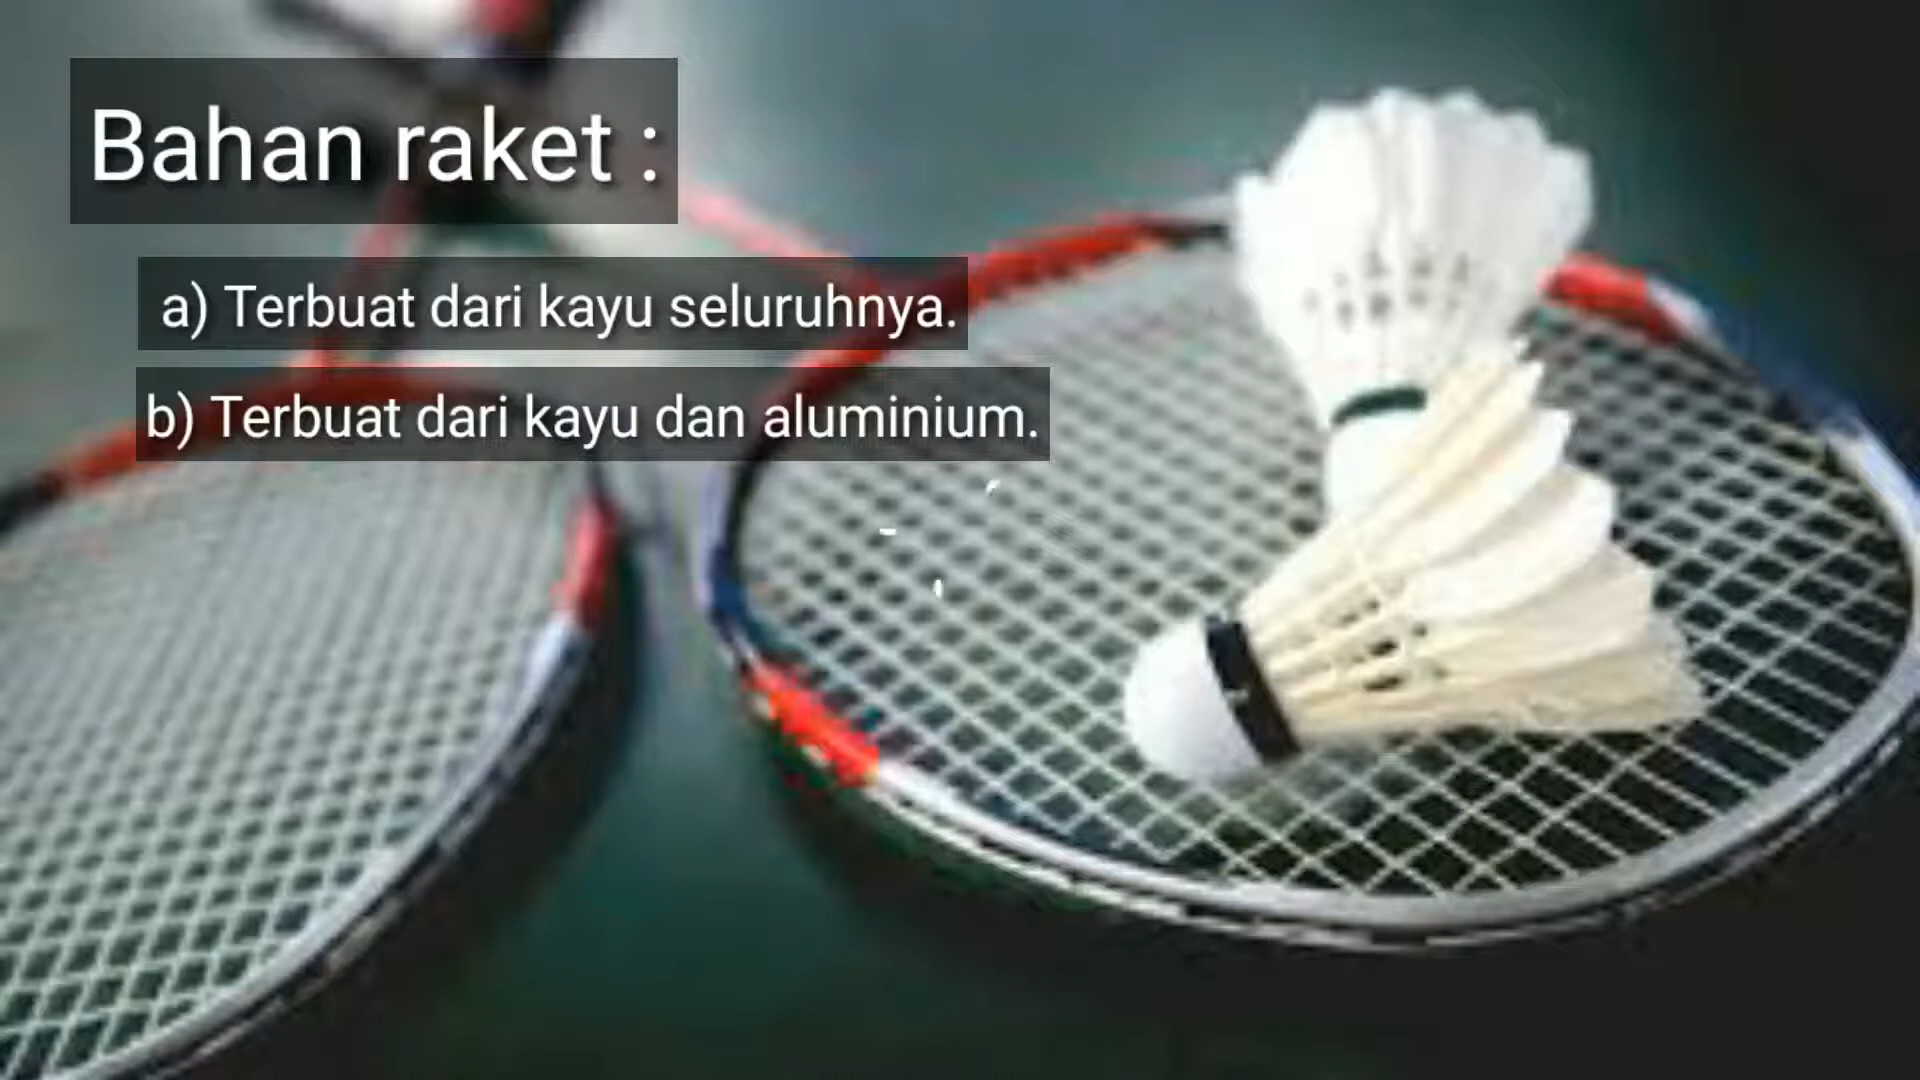 Bahan raket :
a) Terbuat dari kayu seluruhnya.
b) Terbuat dari kayu dan aluminium.